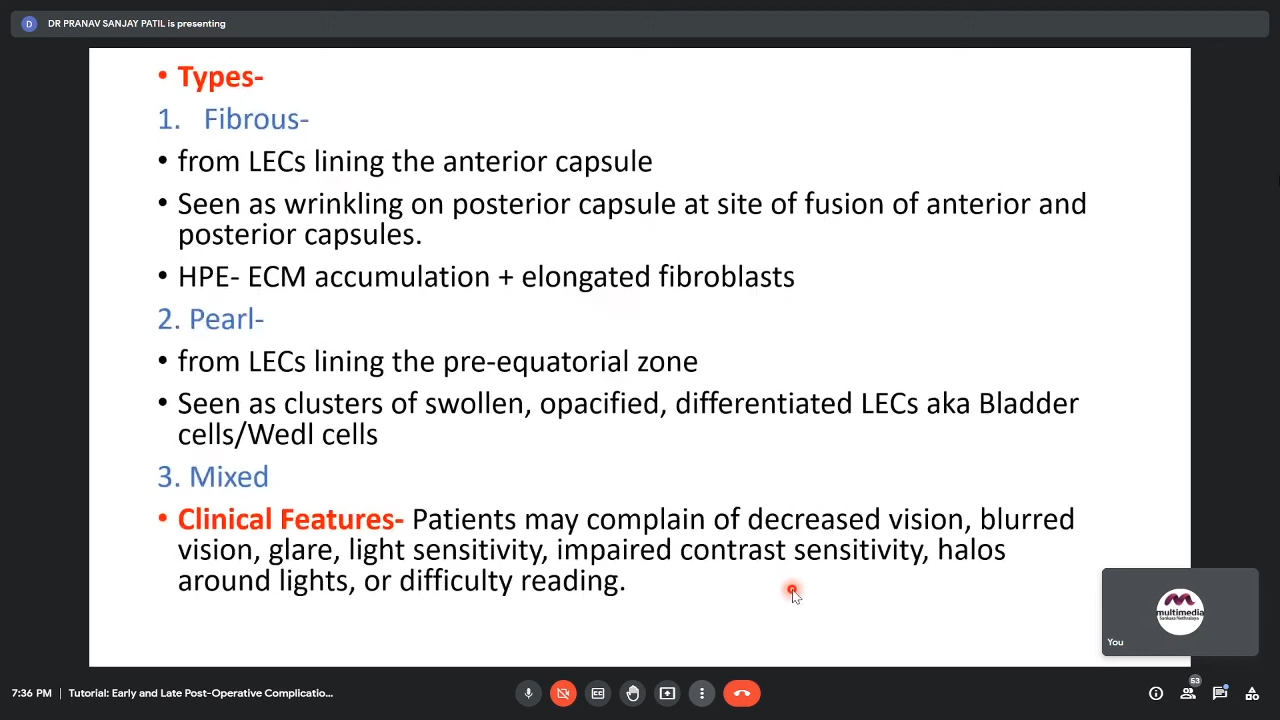 D DR PRANAV SANJAY PATIL is presenting
• Types-
1. Fibrous-
• from LECs lining the anterior capsule
• Seen as wrinkling on posterior capsule at site of fusion of anterior and
posterior capsules.
• HPE- ECM accumulation + elongated fibroblasts
2. Pearl-
• from LECs lining the pre-equatorial zone
• Seen as clusters of swollen, opacified, differentiated LECs aka Bladder
cells/Wedl cells
3. Mixed
• Clinical Features- Patients may complain of decreased vision, blurred
vision, glare, light sensitivity, impaired contrast sensitivity, halos
around lights, or difficulty reading.
multimedia
Sankara Nethralaya
You
7:36 PM | Tutorial: Early and Late Post-Operative Complicatio...
53